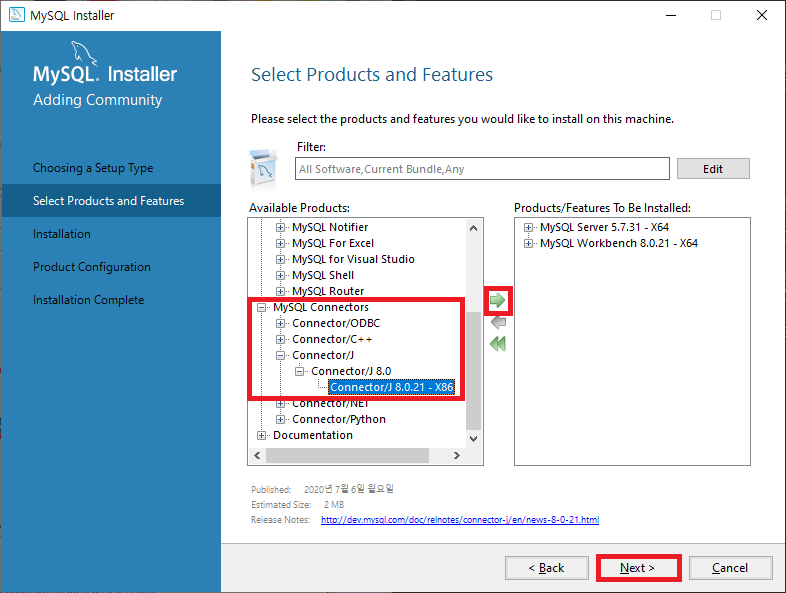 MySQL Installer
MySQL. Installer
Adding Community
Choosing a Setup Type
Select Products and Features
Installation
Product Configuration
Installation Complete
Select Products and Features
Please select the products and features you would like to install on this machine.
Filter:
All Software,Current Bundle,Any
Edit
Available Products:
MySQL Notifier
MySQL For Excel
MySQL for Visual Studio
MySQL Shell
MySQL Router
MySQL Connectors
Connector/ODBC
Connector/C++
Connector/J
Connector/J 8.0
Connector/J 8.0.21 - X86
Connector/NET
Connector/Python
Documentation
Products/Features To Be Installed:
MySQL Server 5.7.31 - X64
MySQL Workbench 8.0.21 - X64
Published: 2020년 7월 6일 월요일
Estimated Size: 2 MB
Release Notes: http://dev.mysql.com/doc/relnotes/connector-j/en/news-8-0-21.html
< Back
Next >
Cancel